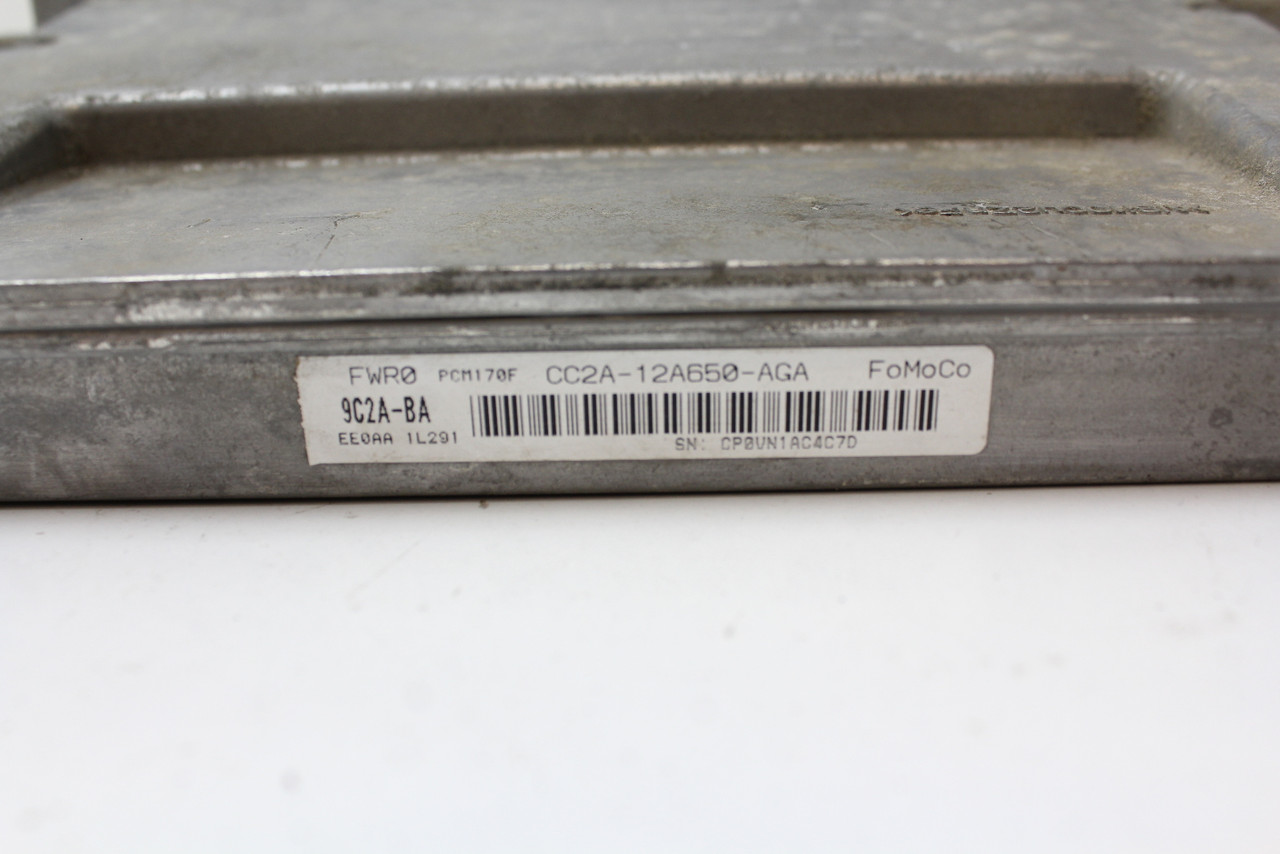 FWR0 PCM170F CC2A-12A650-AGA FoMoCo
9C2A-BA
EE0AA 1L291
SN: CP0VN1AC4C7D